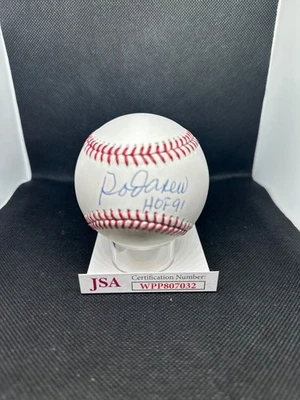 Rod Carew
HOF 91
JSA
Certification Number:
WPP807032